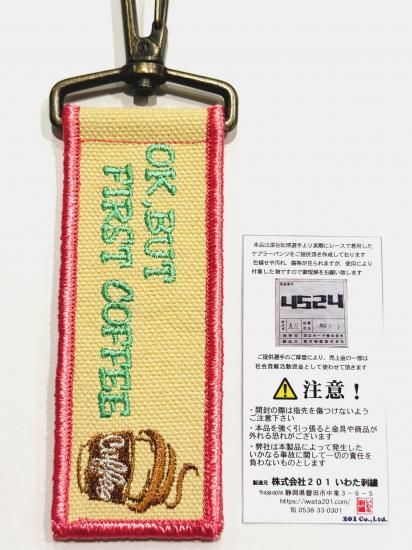 OK, BUT
FIRST COFFEE
Coffee
本品は深谷知博選手より実際にレースで着用した
ケブラーパンツをご提供頂き作成しております
色褪せや汚れ、傷等が見られますが、使用により
付着した物ですので御理解をお願い致します
4524
ご提供選手のご厚意により、売上金の一部は
社会貢献活動資金として使わせて頂きます
注意!
・開封の際は指先を傷つけないよう
ご注意下さい
・本品を強く引っ張ると金具や商品が
外れる恐れがございます
・弊社は本製品によって発生した
いかなる事故に関して一切の責任を
負わないものとします
製造元 株式会社201いわた刺繍
〒438-0078 静岡県磐田市中泉3-6-5
https://iwata201.com/
TEL 0538-33-0301
201 Co.,Ltd.